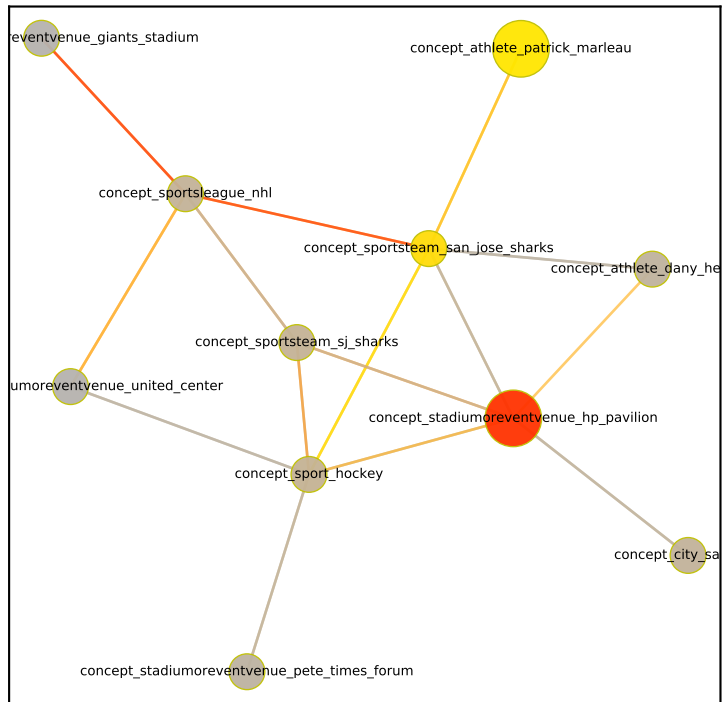 reventvenue_giants_stadium
concept_athlete_patrick_marleau
concept_sportsleague_nhl
concept_sportsteam_san_jose_sharks
concept_athlete_dany_he
concept_sportsteam_sj_sharks
umoreventvenue_united_center
concept_stadiumoreventvenue_hp_pavilion
concept_sport_hockey
concept_city_sa
concept_stadiumoreventvenue_pete_times_forum